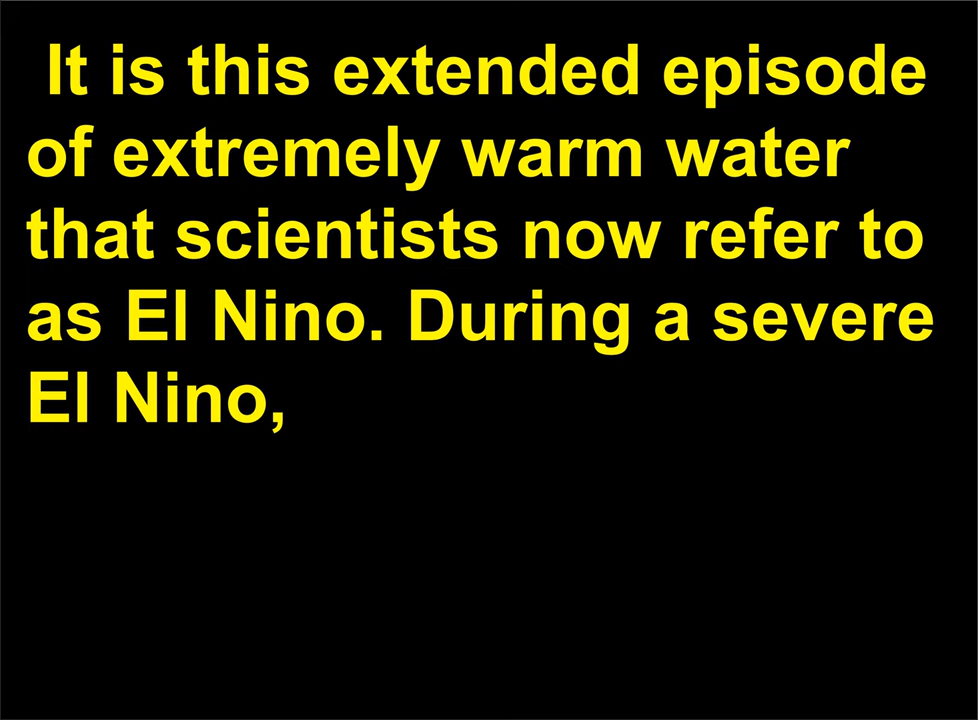 It is this extended episode
of extremely warm water
that scientists now refer to
as El Nino. During a severe
El Nino,